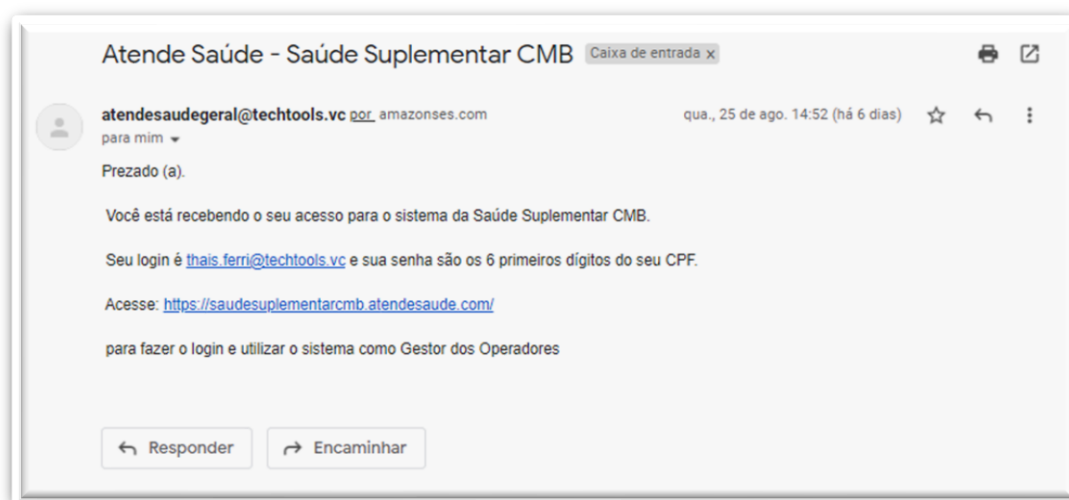 Atende Saúde - Saúde Suplementar CMB Caixa de entrada x
atendesaudegeral@techtools.vc por amazonses.com qua., 25 de ago. 14:52 (há 6 dias)
para mim
Prezado (a).
Você está recebendo o seu acesso para o sistema da Saúde Suplementar CMB.
Seu login é thais.ferri@techtools.vc e sua senha são os 6 primeiros dígitos do seu CPF.
Acesse: https://saudesuplementarcmb.atendesaude.com/
para fazer o login e utilizar o sistema como Gestor dos Operadores
Responder Encaminhar